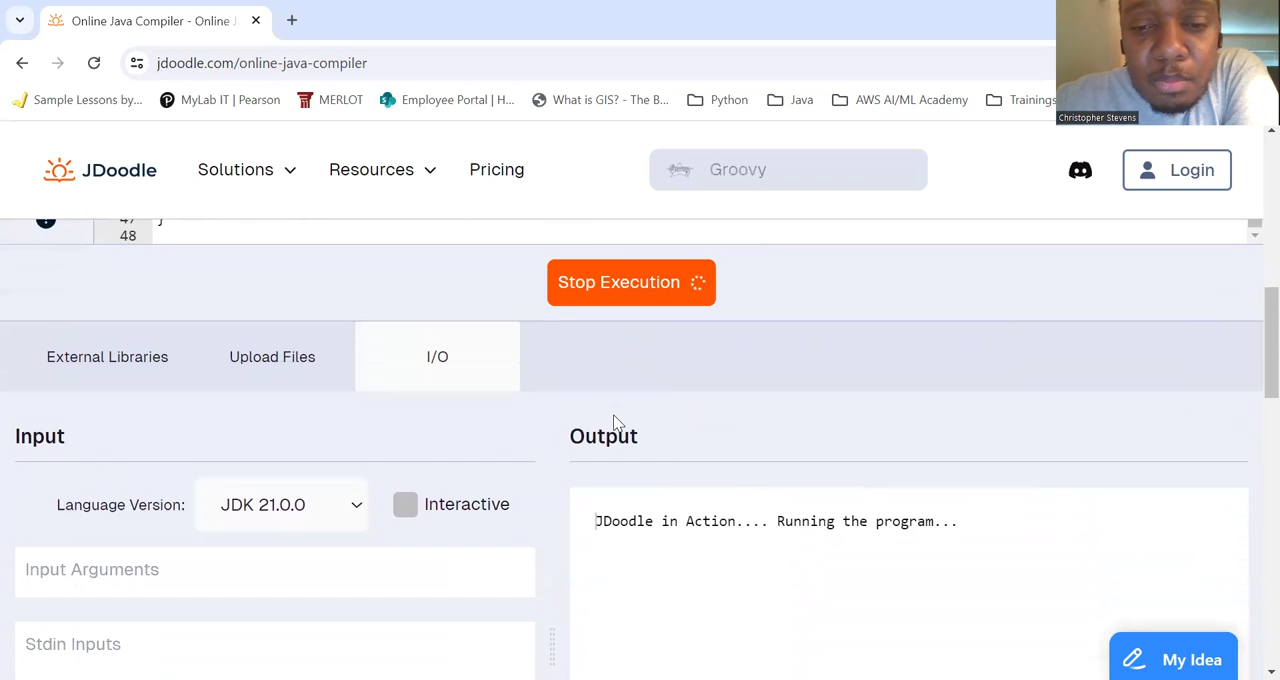 Online Java Compiler - Online J
jdoodle.com/online-java-compiler
Sample Lessons by...
MyLab IT | Pearson
MERLOT
Employee Portal | H...
What is GIS? - The B...
Python
Java
AWS AI/ML Academy
Trainings
Christopher Stevens
JDoodle
Solutions
Resources
Pricing
Groovy
Login
47 }
48
Stop Execution
External Libraries
Upload Files
I/O
Input
Output
Language Version:
JDK 21.0.0
Interactive
JDoodle in Action.... Running the program...
Input Arguments
Stdin Inputs
My Idea